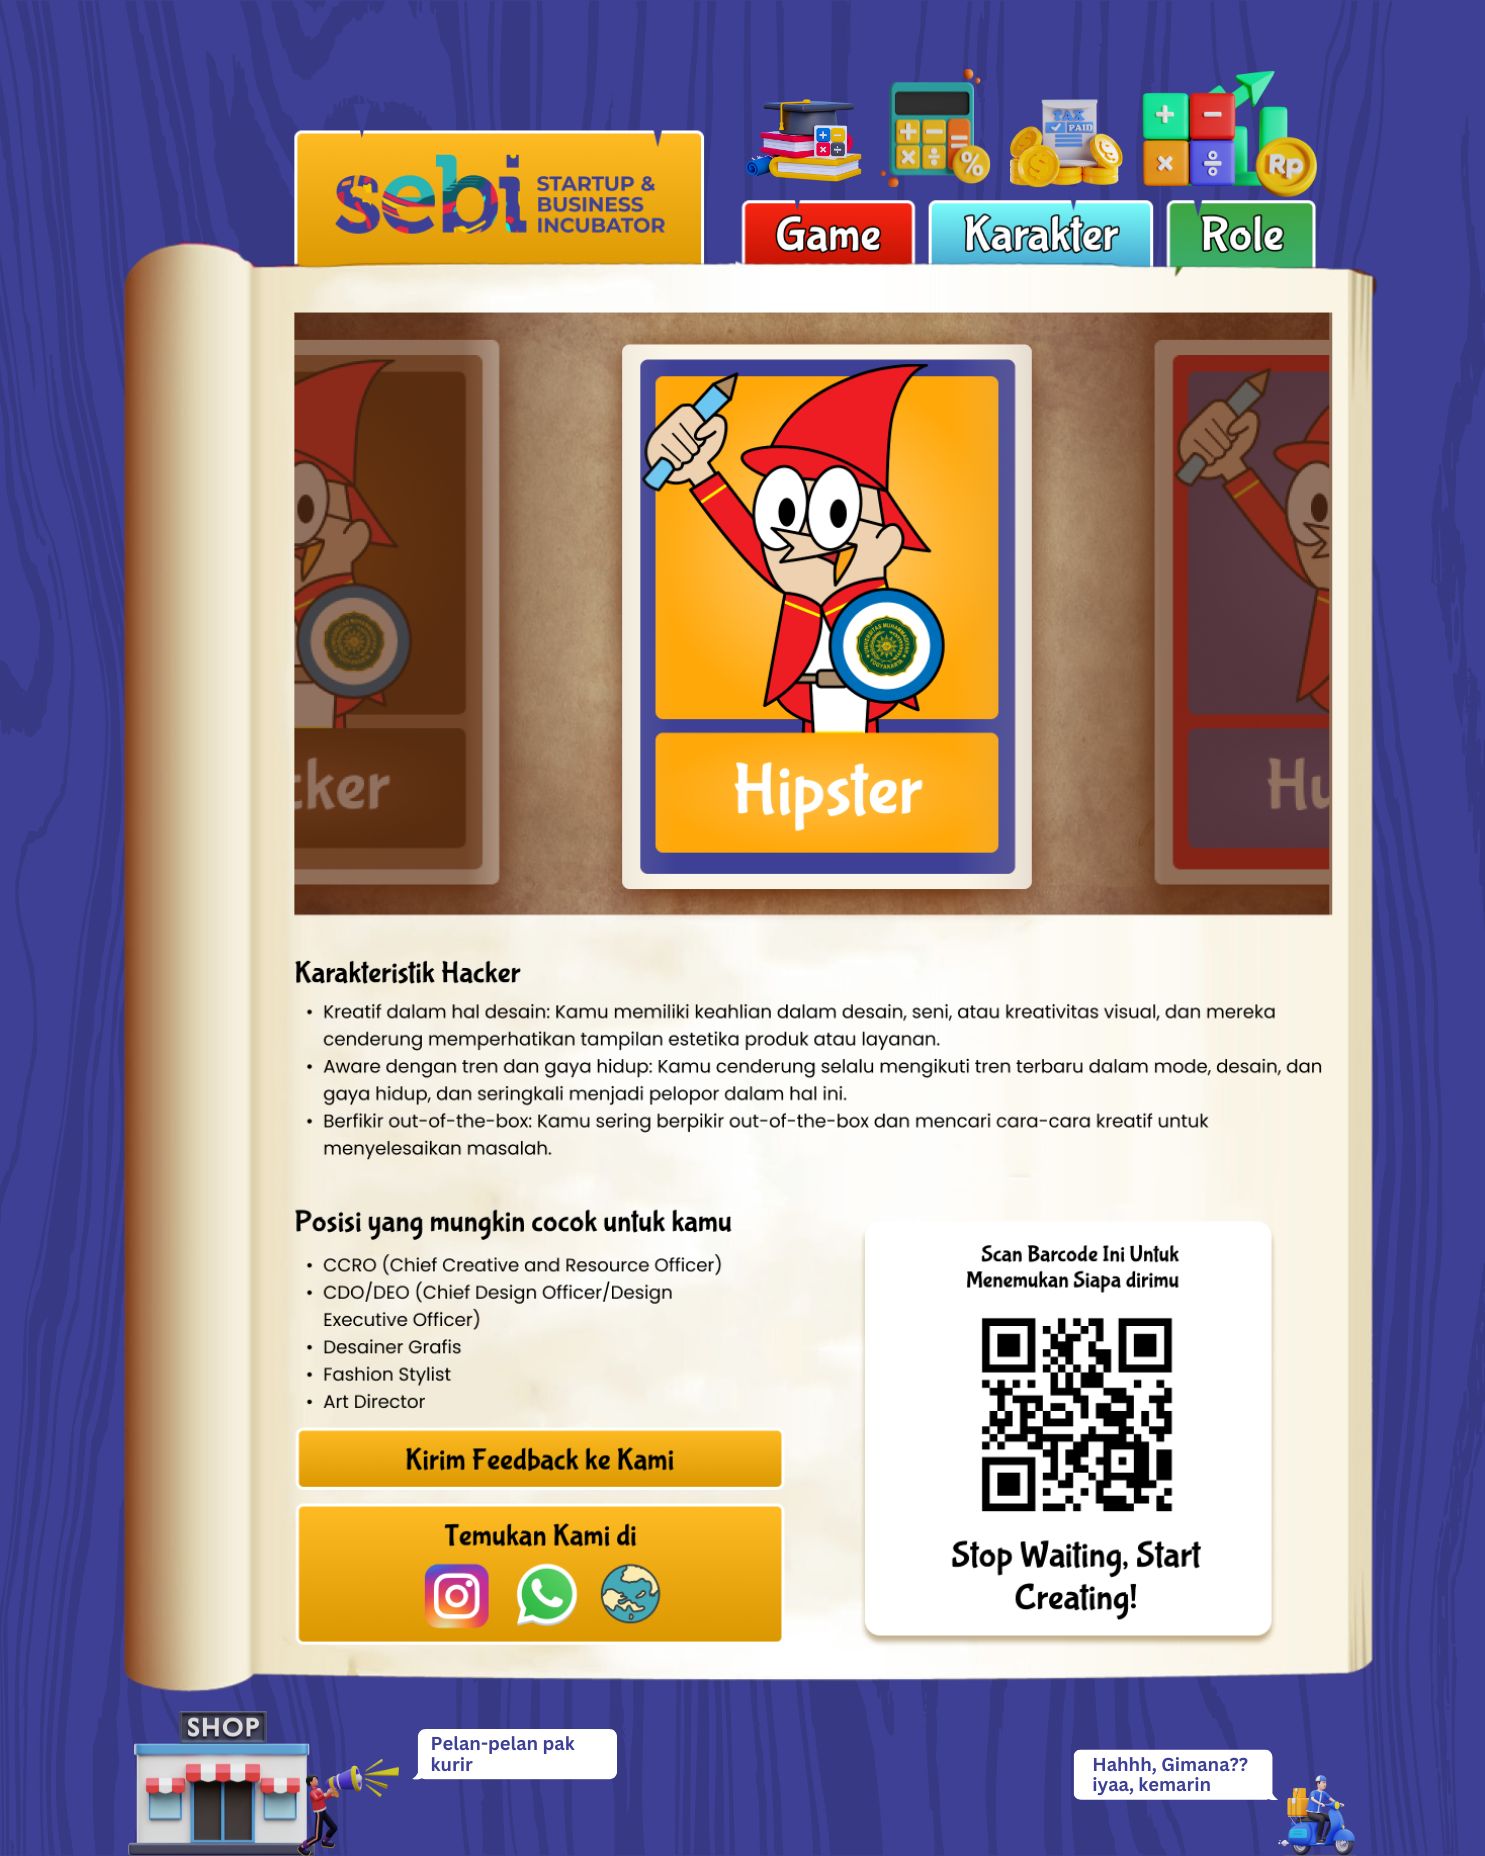 sebi
STARTUP &
BUSINESS
INCUBATOR
TAX
PAID
Rp
Game
Karakter
Role
cker
Hipster
Hu
UNIVERSITAS MUHAMMADIYAH
YOGYAKARTA
Karakteristik Hacker
• Kreatif dalam hal desain: Kamu memiliki keahlian dalam desain, seni, atau kreativitas visual, dan mereka
cenderung memperhatikan tampilan estetika produk atau layanan.
• Aware dengan tren dan gaya hidup: Kamu cenderung selalu mengikuti tren terbaru dalam mode, desain, dan
gaya hidup, dan seringkali menjadi pelopor dalam hal ini.
• Berfikir out-of-the-box: Kamu sering berpikir out-of-the-box dan mencari cara-cara kreatif untuk
menyelesaikan masalah.
Posisi yang mungkin cocok untuk kamu
• CCRO (Chief Creative and Resource Officer)
• CDO/DEO (Chief Design Officer/Design
Executive Officer)
• Desainer Grafis
• Fashion Stylist
• Art Director
Kirim Feedback ke Kami
Temukan Kami di
Scan Barcode Ini Untuk
Menemukan Siapa dirimu
Stop Waiting, Start
Creating!
SHOP
Pelan-pelan pak
kurir
Hahhh, Gimana??
iyaa, kemarin